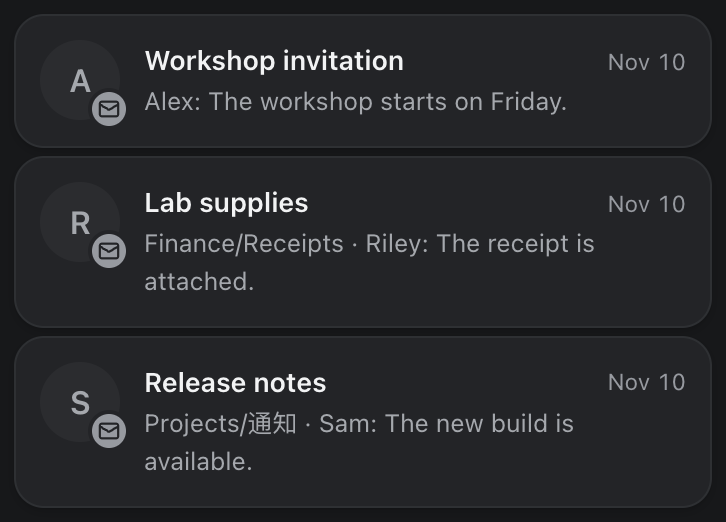 A
Workshop invitation
Nov 10
Alex: The workshop starts on Friday.
R
Lab supplies
Nov 10
Finance/Receipts · Riley: The receipt is
attached.
S
Release notes
Nov 10
Projects/通知 · Sam: The new build is
available.